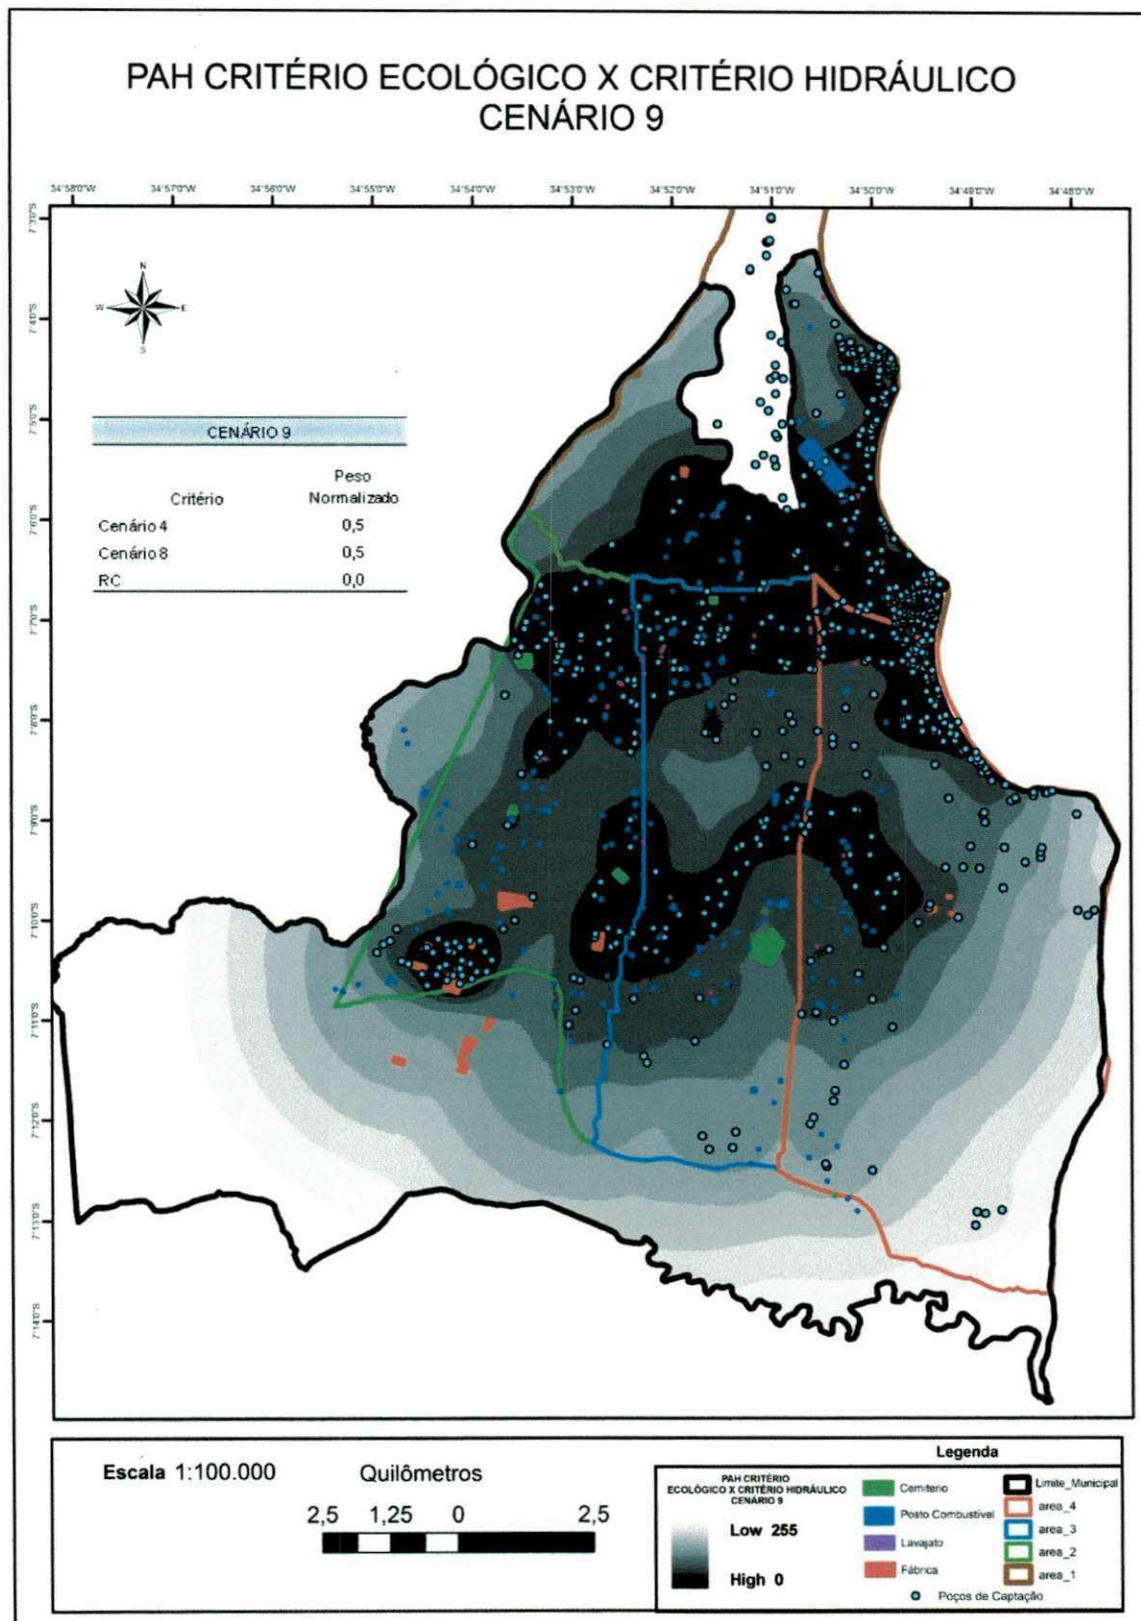 PAH CRITÉRIO ECOLÓGICO X CRITÉRIO HIDRÁULICO
CENÁRIO 9
34°58'0"W 34°57'0"W 34°56'0"W 34°55'0"W 34°54'0"W 34°53'0"W 34°52'0"W 34°51'0"W 34°50'0"W 34°49'0"W 34°48'0"W
7°3'0"S
7°4'0"S
7°5'0"S
7°6'0"S
7°7'0"S
7°8'0"S
7°9'0"S
7°10'0"S
7°11'0"S
7°12'0"S
7°13'0"S
7°14'0"S
N
W E
S
CENÁRIO 9
Critério Peso Normalizado
Cenário 4 0,5
Cenário 8 0,5
RC 0,0
Escala 1:100.000
Quilômetros
2,5 1,25 0 2,5
Legenda
PAH CRITÉRIO
ECOLÓGICO X CRITÉRIO HIDRÁULICO
CENÁRIO 9
Low 255
High 0
Cemiterio
Posto Combustível
Lavajato
Fábrica
Poços de Captação
Limite_Municipal
area_4
area_3
area_2
area_1